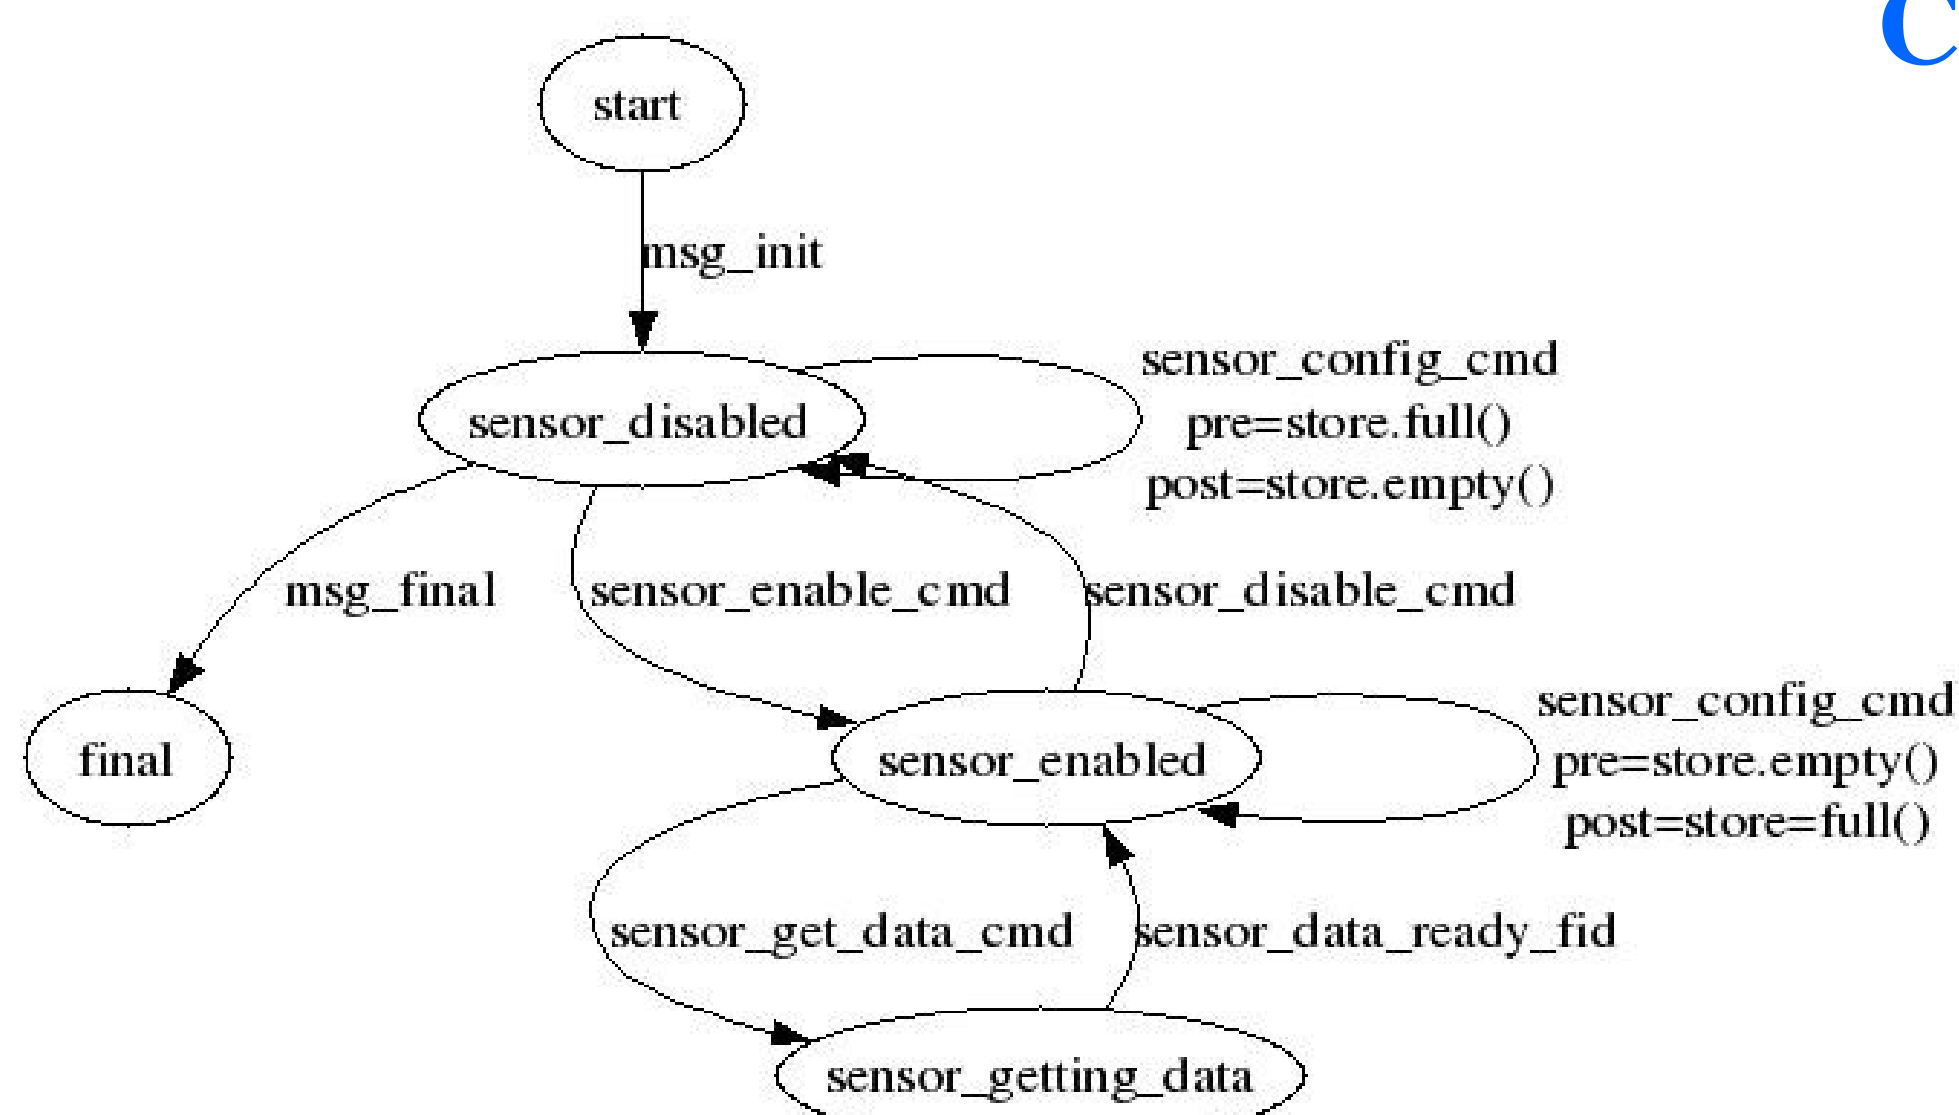 C
start
msg_init
sensor_config_cmd
pre=store.full()
post=store.empty()
sensor_disabled
msg_final
sensor_enable_cmd
sensor_disable_cmd
final
sensor_enabled
sensor_config_cmd
pre=store.empty()
post=store=full()
sensor_get_data_cmd
sensor_data_ready_fid
sensor_getting_data